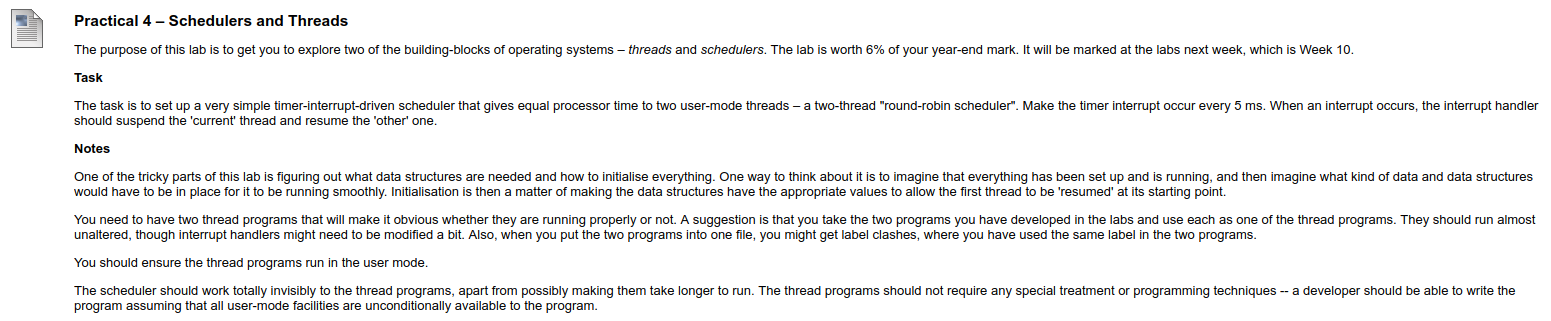 Practical 4 – Schedulers and Threads
The purpose of this lab is to get you to explore two of the building-blocks of operating systems – threads and schedulers. The lab is worth 6% of your year-end mark. It will be marked at the labs next week, which is Week 10.
Task
The task is to set up a very simple timer-interrupt-driven scheduler that gives equal processor time to two user-mode threads – a two-thread "round-robin scheduler". Make the timer interrupt occur every 5 ms. When an interrupt occurs, the interrupt handler
should suspend the 'current' thread and resume the 'other' one.
Notes
One of the tricky parts of this lab is figuring out what data structures are needed and how to initialise everything. One way to think about it is to imagine that everything has been set up and is running, and then imagine what kind of data and data structures
would have to be in place for it to be running smoothly. Initialisation is then a matter of making the data structures have the appropriate values to allow the first thread to be 'resumed' at its starting point.
You need to have two thread programs that will make it obvious whether they are running properly or not. A suggestion is that you take the two programs you have developed in the labs and use each as one of the thread programs. They should run almost
unaltered, though interrupt handlers might need to be modified a bit. Also, when you put the two programs into one file, you might get label clashes, where you have used the same label in the two programs.
You should ensure the thread programs run in the user mode.
The scheduler should work totally invisibly to the thread programs, apart from possibly making them take longer to run. The thread programs should not require any special treatment or programming techniques -- a developer should be able to write the
program assuming that all user-mode facilities are unconditionally available to the program.